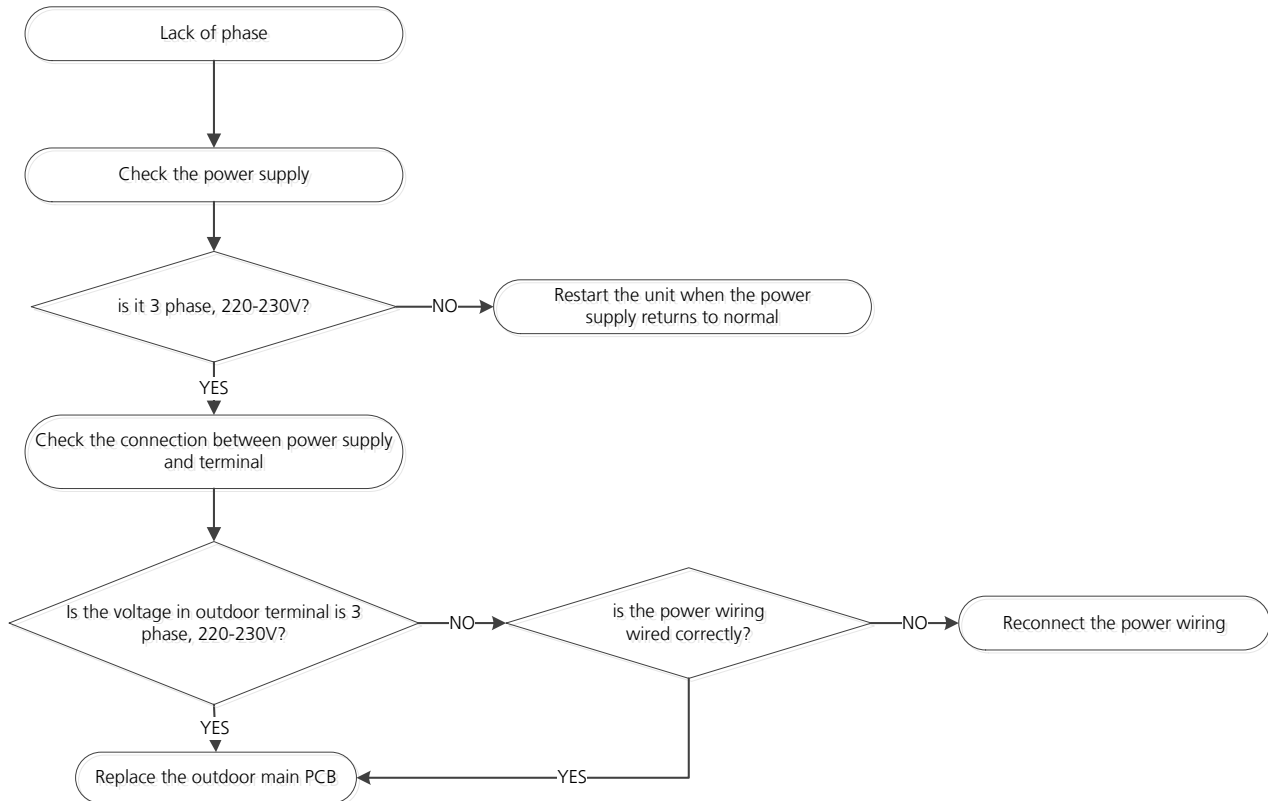 Lack of phase
Check the power supply
is it 3 phase, 220-230V?
NO
Restart the unit when the power
supply returns to normal
YES
Check the connection between power supply
and terminal
Is the voltage in outdoor terminal is 3
phase, 220-230V?
NO
is the power wiring
wired correctly?
NO
Reconnect the power wiring
YES
Replace the outdoor main PCB
YES